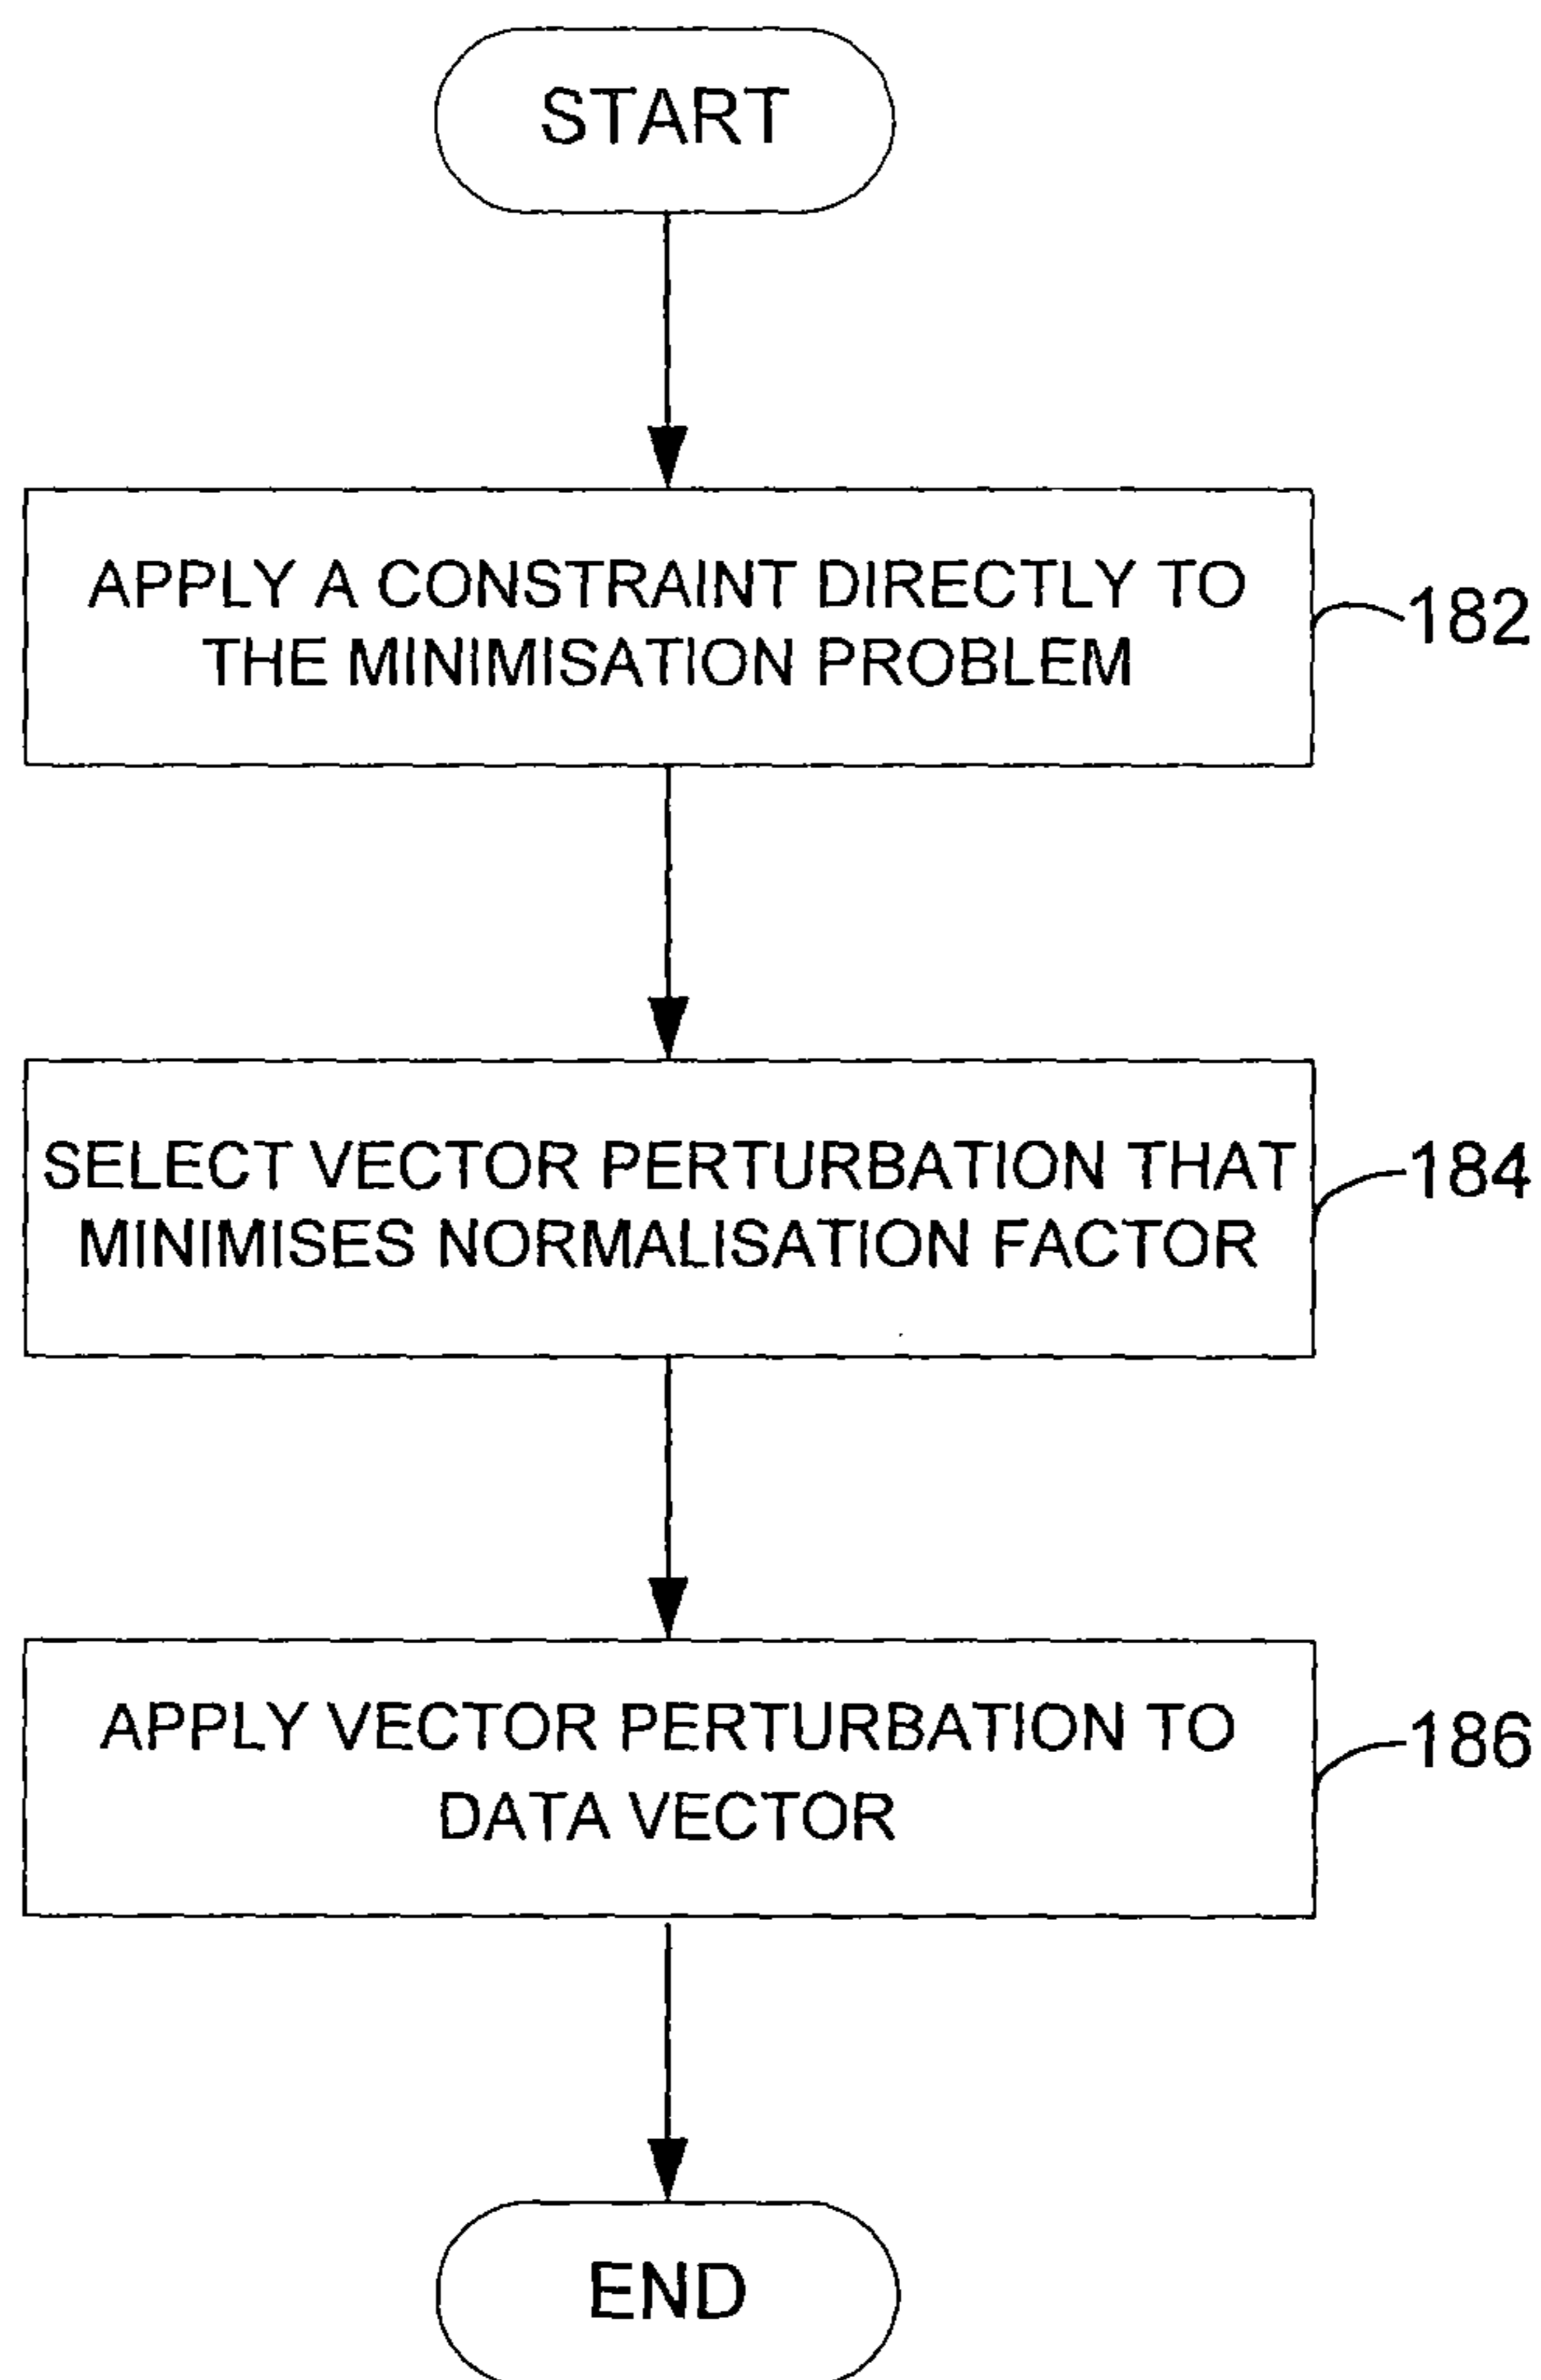 START
APPLY A CONSTRAINT DIRECTLY TO
THE MINIMISATION PROBLEM
182
SELECT VECTOR PERTURBATION THAT
MINIMISES NORMALISATION FACTOR
184
APPLY VECTOR PERTURBATION TO
DATA VECTOR
186
END